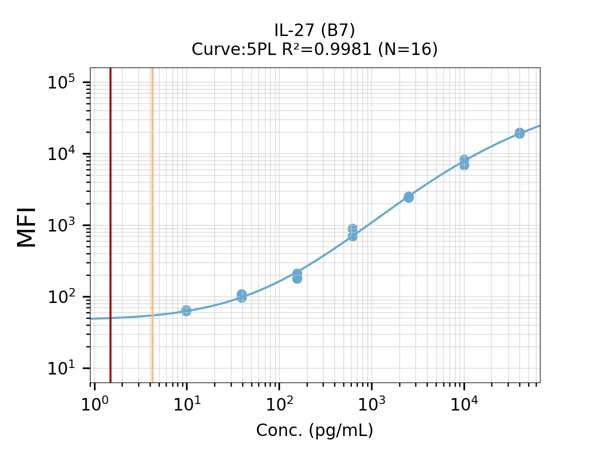 IL-27 (B7)
Curve:5PL R²=0.9981 (N=16)
MFI
10⁵
10⁴
10³
10²
10¹
10⁰ 10¹ 10² 10³ 10⁴
Conc. (pg/mL)